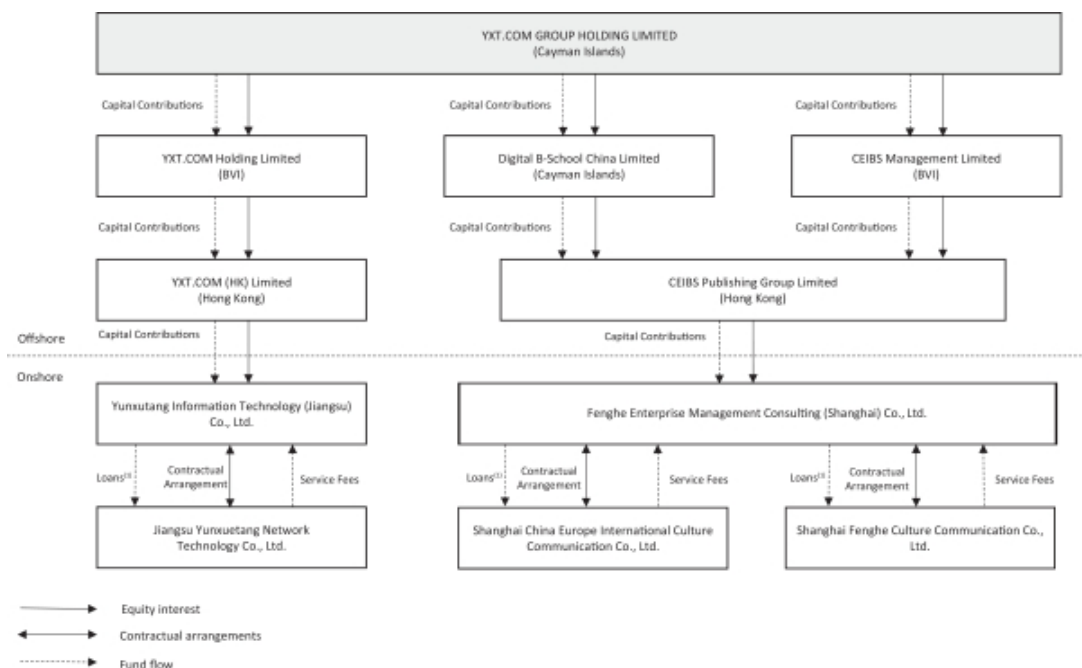 YXT.COM GROUP HOLDING LIMITED
(Cayman Islands)
Capital Contributions
Capital Contributions
Capital Contributions
YXT.COM Holding Limited
(BVI)
Digital B-School China Limited
(Cayman Islands)
CEIBS Management Limited
(BVI)
Capital Contributions
Capital Contributions
Capital Contributions
YXT.COM (HK) Limited
(Hong Kong)
CEIBS Publishing Group Limited
(Hong Kong)
Offshore
Capital Contributions
Capital Contributions
Onshore
Yunxutang Information Technology (Jiangsu)
Co., Ltd.
Fenghe Enterprise Management Consulting (Shanghai) Co., Ltd.
Loans
Contractual
Arrangement
Service Fees
Loans
Contractual
Arrangement
Service Fees
Loans
Contractual
Arrangement
Service Fees
Jiangsu Yunxuetang Network
Technology Co., Ltd.
Shanghai China Europe International Culture
Communication Co., Ltd.
Shanghai Fenghe Culture Communication Co.,
Ltd.
Equity interest
Contractual arrangements
Fund flow